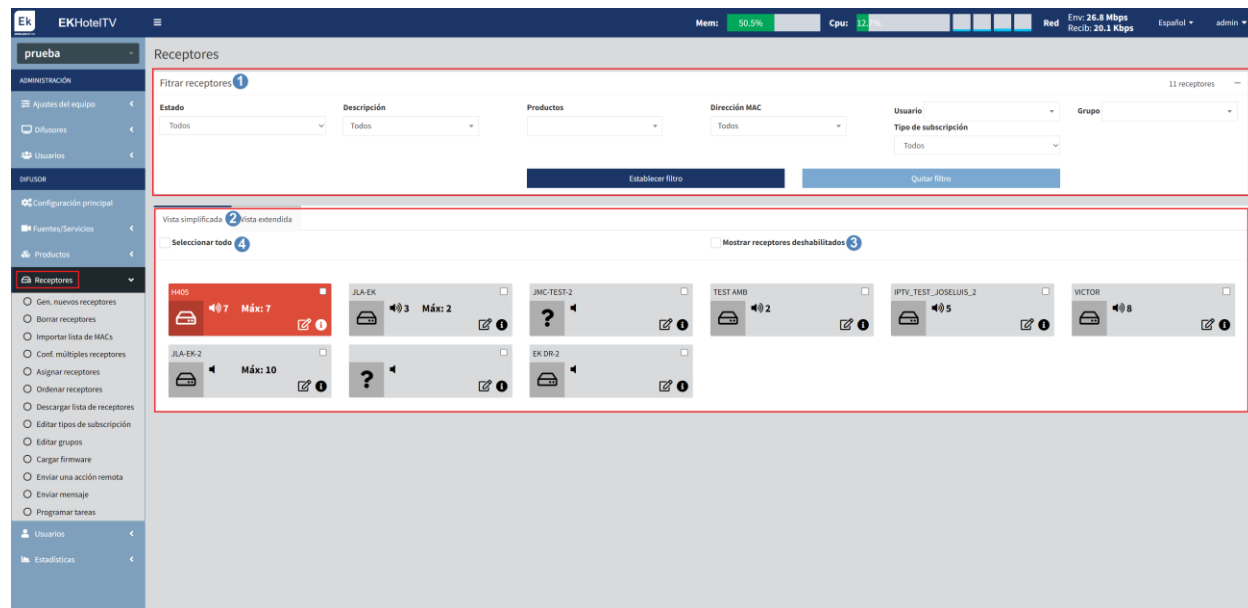 Ek
EKHotelTV
Mem: 50.5%
Cpu: 12.7%
Red
Env: 26.8 Mbps
Recib: 20.1 Kbps
Español
admin
prueba
ADMINISTRACIÓN
Ajustes del equipo
Difusores
Usuarios
DIFUSOR
Configuración principal
Fuentes/Servicios
Productos
Receptores
Gen. nuevos receptores
Borrar receptores
Importar lista de MACs
Conf. múltiples receptores
Asignar receptores
Ordenar receptores
Descargar lista de receptores
Editar tipos de subscripción
Editar grupos
Cargar firmware
Enviar una acción remota
Enviar mensaje
Programar tareas
Usuarios
Estadísticas
Receptores
Fitrar receptores 1
11 receptores
Estado
Todos
Descripción
Todos
Productos
Dirección MAC
Todos
Usuario
Tipo de subscripción
Todos
Grupo
Establecer filtro
Quitar filtro
Vista simplificada 2 Vista extendida
Seleccionar todo 4
Mostrar receptores deshabilitados 3
H405
7 Máx: 7
JLA-EK
3 Máx: 2
JMC-TEST-2
?
TEST AMB
2
IPTV_TEST_JOSELUIS_2
5
VICTOR
8
JLA-EK-2
Máx: 10
?
EK DR-2